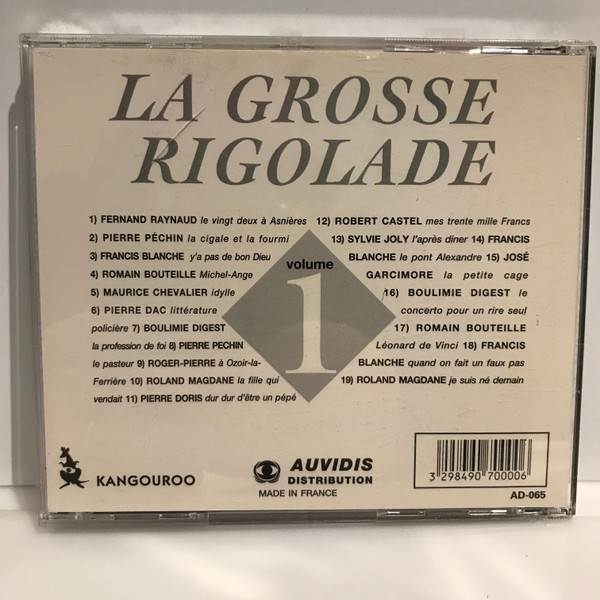 LA GROSSE
RIGOLADE
1) FERNAND RAYNAUD le vingt deux à Asnières
2) PIERRE PÉCHIN la cigale et la fourmi
3) FRANCIS BLANCHE y'a pas de bon Dieu
4) ROMAIN BOUTEILLE Michel-Ange
5) MAURICE CHEVALIER idylle
6) PIERRE DAC littérature
policière 7) BOULIMIE DIGEST
la profession de foi 8) PIERRE PECHIN
le pasteur 9) ROGER-PIERRE à Ozoir-la-
Ferrière 10) ROLAND MAGDANE la fille qui
vendait 11) PIERRE DORIS dur dur d'être un pépé
volume
1
12) ROBERT CASTEL mes trente mille Francs
13) SYLVIE JOLY l'après diner 14) FRANCIS
BLANCHE le pont Alexandre 15) JOSÉ
GARCIMORE la petite cage
16) BOULIMIE DIGEST le
concerto pour un rire seul
17) ROMAIN BOUTEILLE
Léonard de Vinci 18) FRANCIS
BLANCHE quand on fait un faux pas
19) ROLAND MAGDANE je suis né demain
KANGOUROO
AUVIDIS
DISTRIBUTION
MADE IN FRANCE
3 298490 700006
AD-065